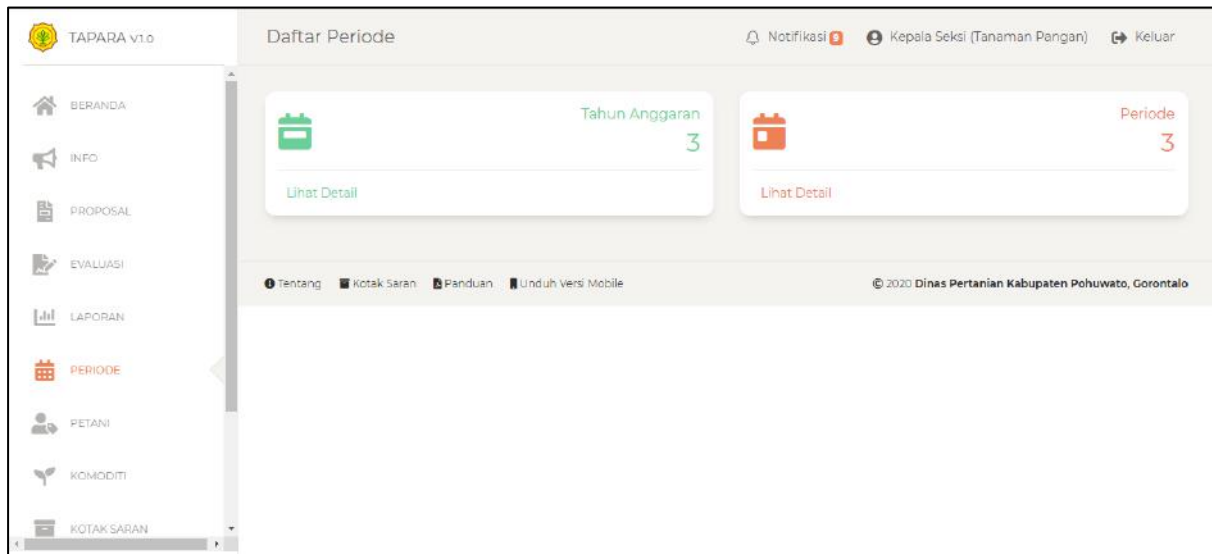 TAPARA V.1.0
Daftar Periode
Notifikasi 9
Kepala Seksi (Tanaman Pangan)
Keluar
BERANDA
INFO
PROPOSAL
EVALUASI
LAPORAN
PERIODE
PETANI
KOMODITI
KOTAK SARAN
Tahun Anggaran
3
Lihat Detail
Periode
3
Lihat Detail
Tentang Kotak Saran Panduan Unduh Versi Mobile
© 2020 Dinas Pertanian Kabupaten Pohuwato, Gorontalo